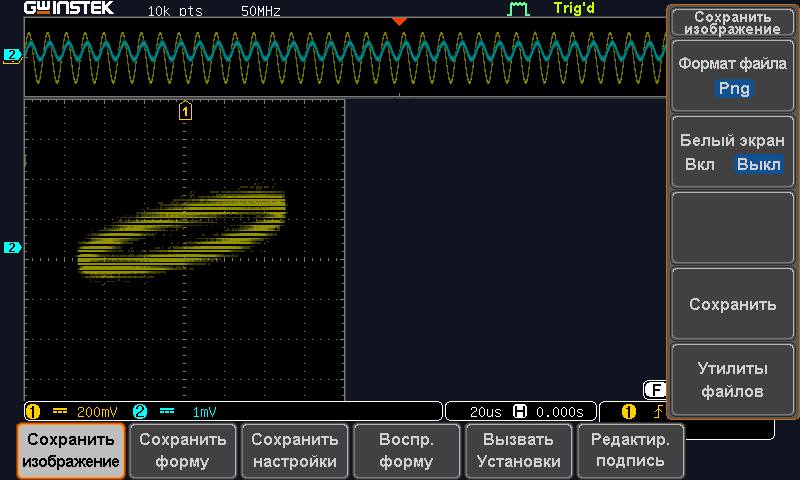 GWINSTEK 10k pts 50MHz Trig'd
2
1
2
1 200mV 2 1mV 20us H 0.000s F 1
Сохранить изображение
Сохранить форму
Сохранить настройки
Воспр. форму
Вызвать Установки
Редактир. подпись
Сохранить
изображение
Формат файла
Png
Белый экран
Вкл Выкл
Сохранить
Утилиты
файлов